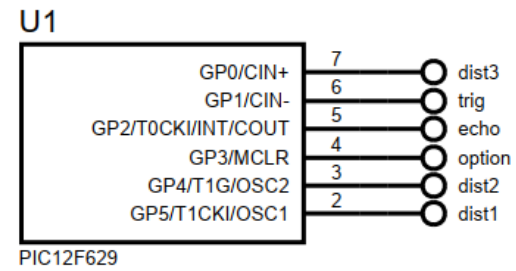 U1
GP0/CIN+ 7 dist3
GP1/CIN- 6 trig
GP2/T0CKI/INT/COUT 5 echo
GP3/MCLR 4 option
GP4/T1G/OSC2 3 dist2
GP5/T1CKI/OSC1 2 dist1
PIC12F629